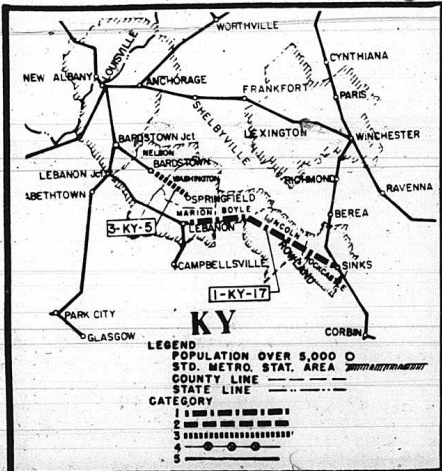 WORTHVILLE
CYNTHIANA
NEW ALBANY
LOUISVILLE
ANCHORAGE
FRANKFORT
PARIS
SHELBYVILLE
LEXINGTON
WINCHESTER
BARDSTOWN Jct
NELSON
BARDSTOWN
LEBANON Jct
WASHINGTON
RICHMOND
ABETHTOWN
SPRINGFIELD
RAVENNA
MARION
BOYLE
BEREA
3-KY-5
LEBANON
LINCOLN
ROWLAND
ROCKCASTLE
CAMPBELLSVILLE
SINKS
1-KY-17
PARK CITY
KY
GLASGOW
CORBIN
LEGEND
POPULATION OVER 5,000
STD. METRO. STAT. AREA
COUNTY LINE
STATE LINE
CATEGORY
1
2
3
4
5